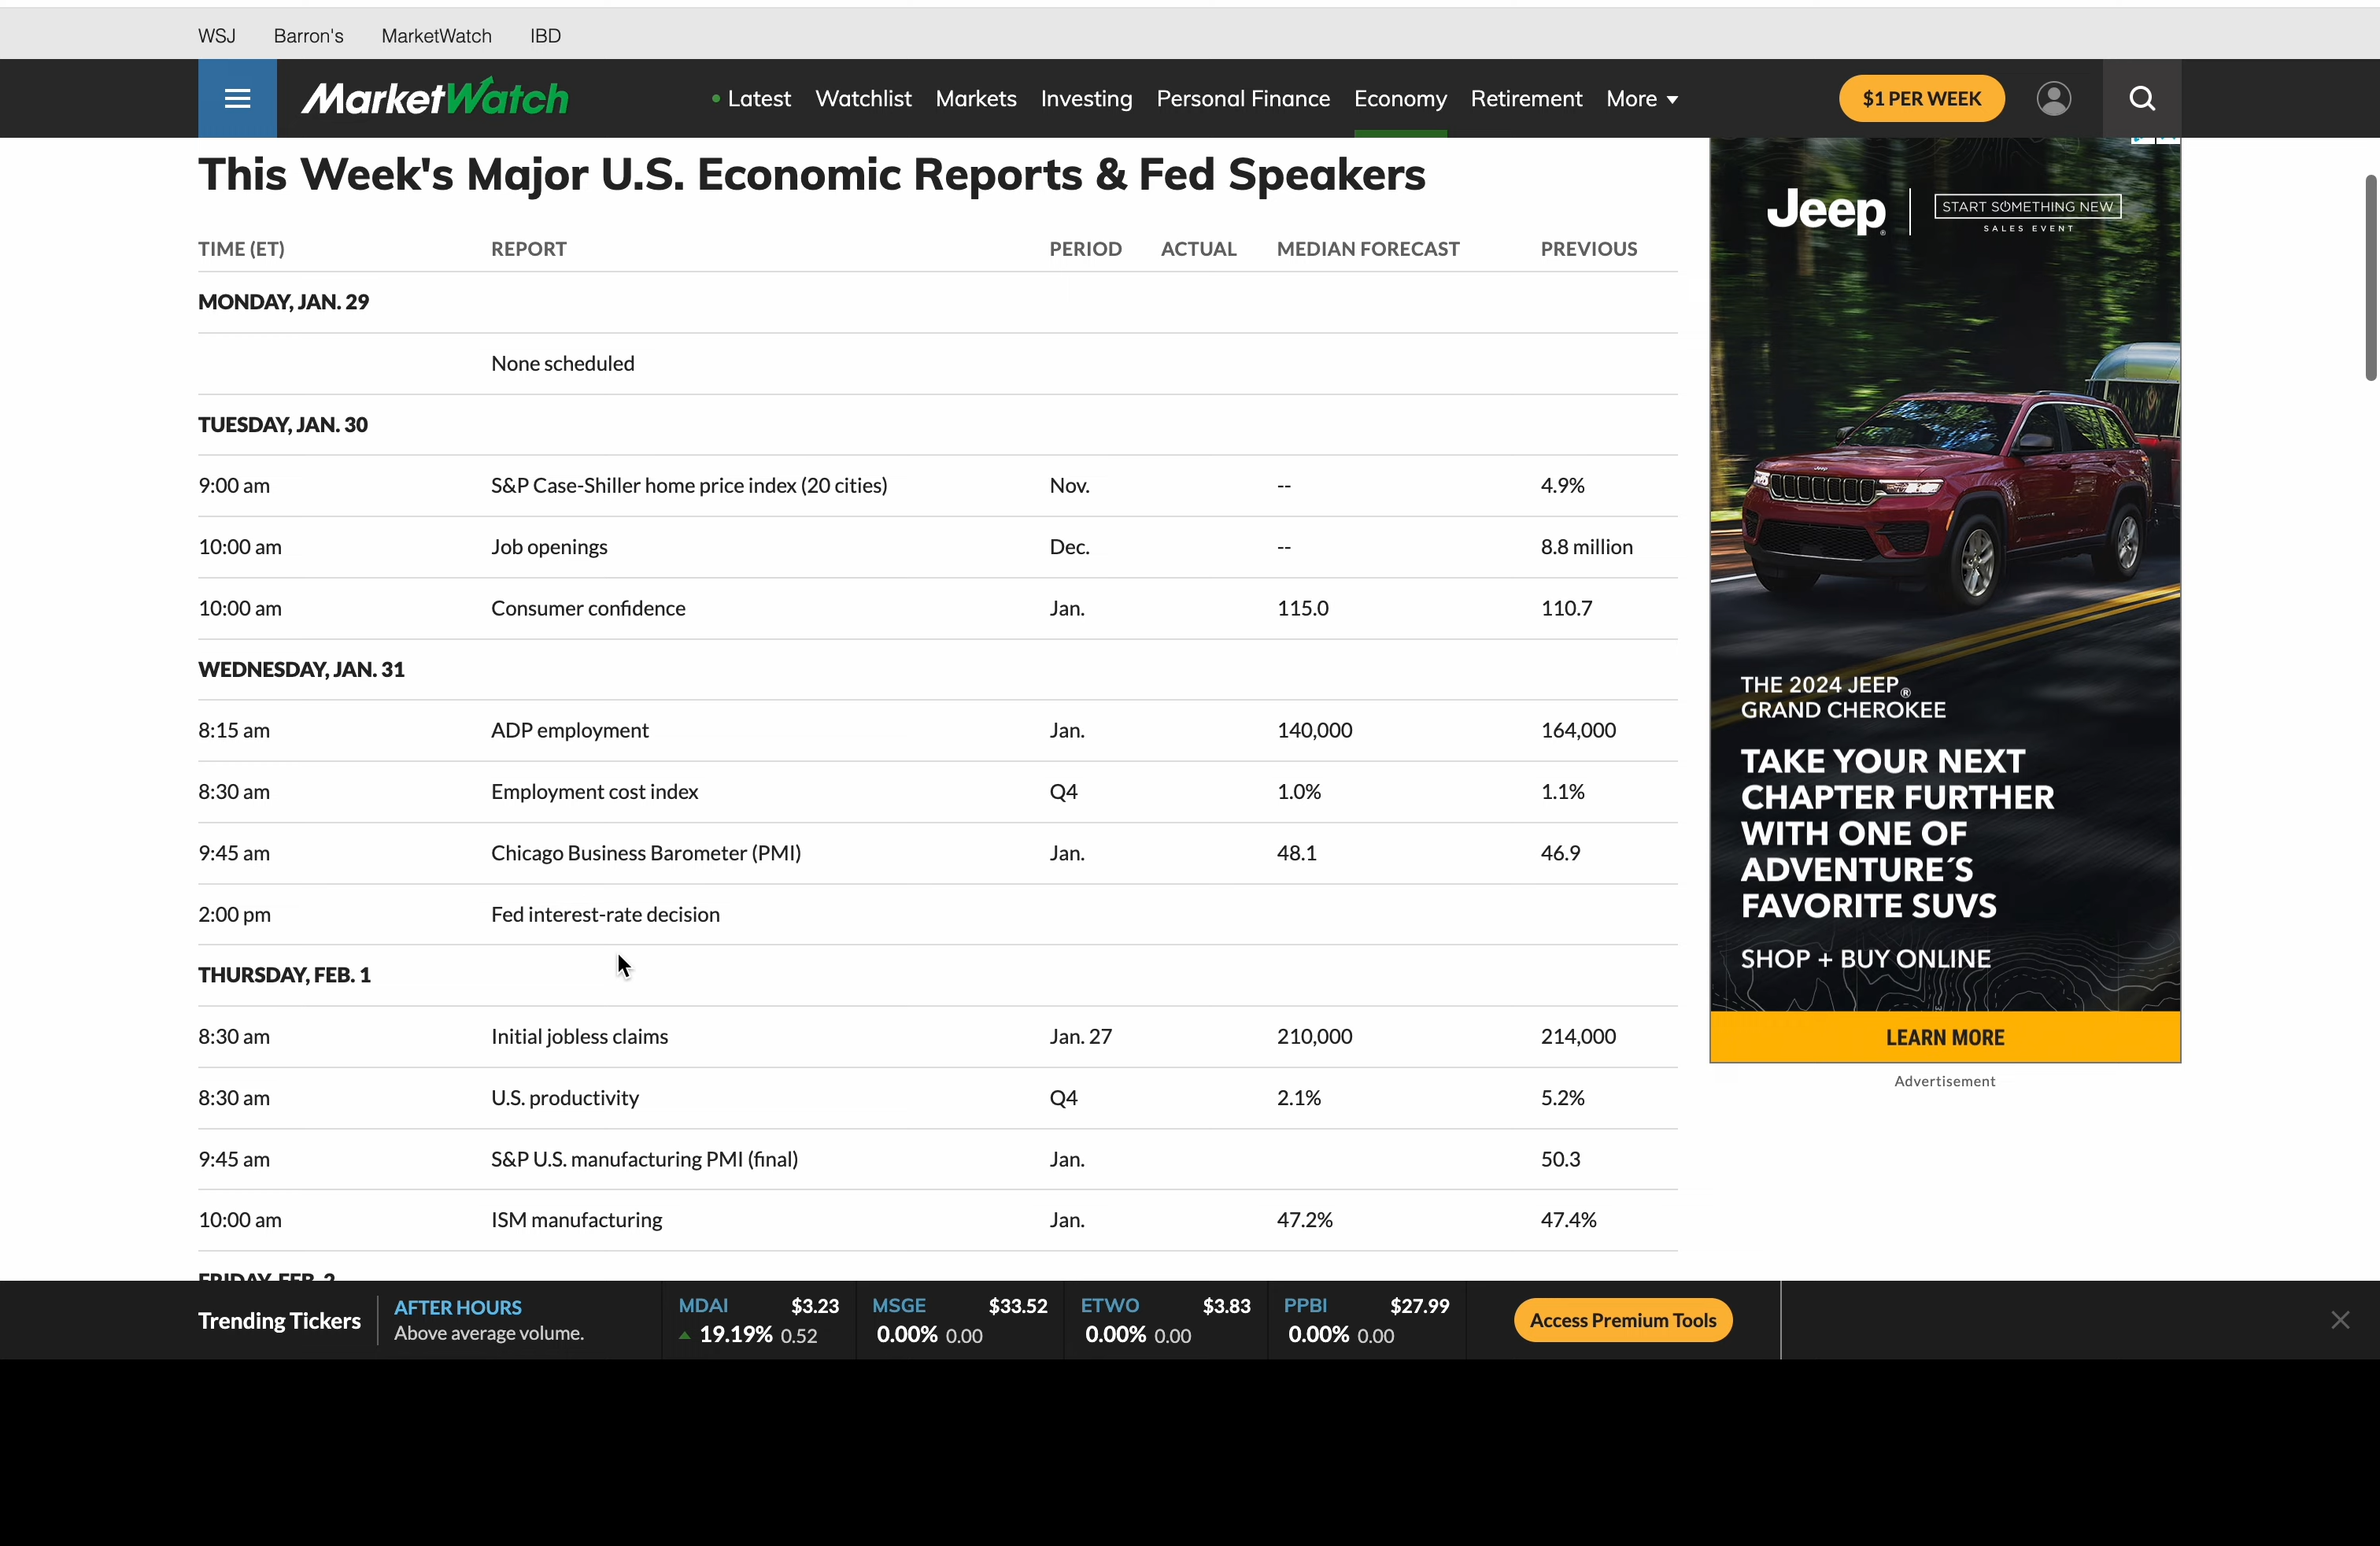 WSJ Barron's MarketWatch IBD
MarketWatch Latest Watchlist Markets Investing Personal Finance Economy Retirement More $1 PER WEEK
This Week's Major U.S. Economic Reports & Fed Speakers
TIME (ET) REPORT PERIOD ACTUAL MEDIAN FORECAST PREVIOUS
MONDAY, JAN. 29
None scheduled
TUESDAY, JAN. 30
9:00 am S&P Case-Shiller home price index (20 cities) Nov. -- 4.9%
10:00 am Job openings Dec. -- 8.8 million
10:00 am Consumer confidence Jan. 115.0 110.7
WEDNESDAY, JAN. 31
8:15 am ADP employment Jan. 140,000 164,000
8:30 am Employment cost index Q4 1.0% 1.1%
9:45 am Chicago Business Barometer (PMI) Jan. 48.1 46.9
2:00 pm Fed interest-rate decision
THURSDAY, FEB. 1
8:30 am Initial jobless claims Jan. 27 210,000 214,000
8:30 am U.S. productivity Q4 2.1% 5.2%
9:45 am S&P U.S. manufacturing PMI (final) Jan. 50.3
10:00 am ISM manufacturing Jan. 47.2% 47.4%
FRIDAY, FEB. 2
Jeep® START SOMETHING NEW
SALES EVENT
Jeep
THE 2024 JEEP®
GRAND CHEROKEE
TAKE YOUR NEXT
CHAPTER FURTHER
WITH ONE OF
ADVENTURE´S
FAVORITE SUVS
SHOP + BUY ONLINE
LEARN MORE
Advertisement
Trending Tickers
AFTER HOURS
Above average volume.
MDAI $3.23
19.19% 0.52
MSGE $33.52
0.00% 0.00
ETWO $3.83
0.00% 0.00
PPBI $27.99
0.00% 0.00
Access Premium Tools